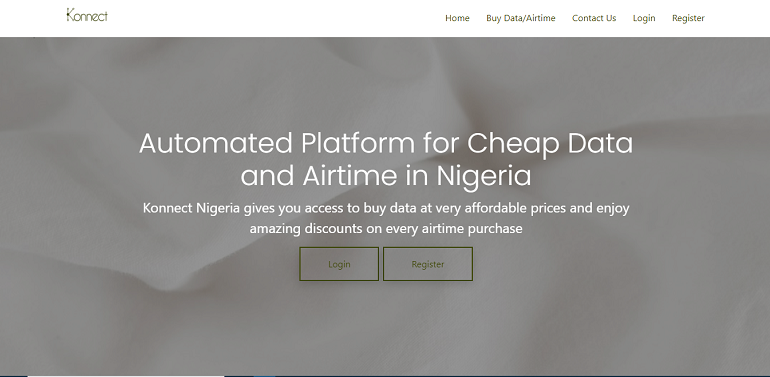 Konnect
Home Buy Data/Airtime Contact Us Login Register
Automated Platform for Cheap Data
and Airtime in Nigeria
Konnect Nigeria gives you access to buy data at very affordable prices and enjoy
amazing discounts on every airtime purchase
Login Register